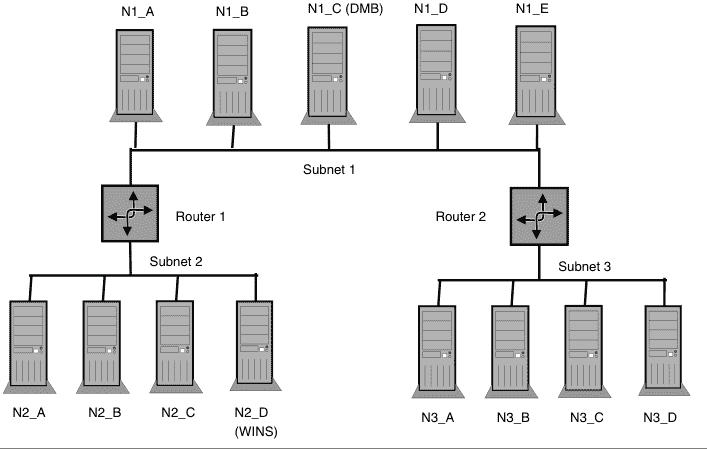 N1_A
N1_B
N1_C (DMB)
N1_D
N1_E
Subnet 1
Router 1
Router 2
Subnet 2
Subnet 3
N2_A
N2_B
N2_C
N2_D
(WINS)
N3_A
N3_B
N3_C
N3_D